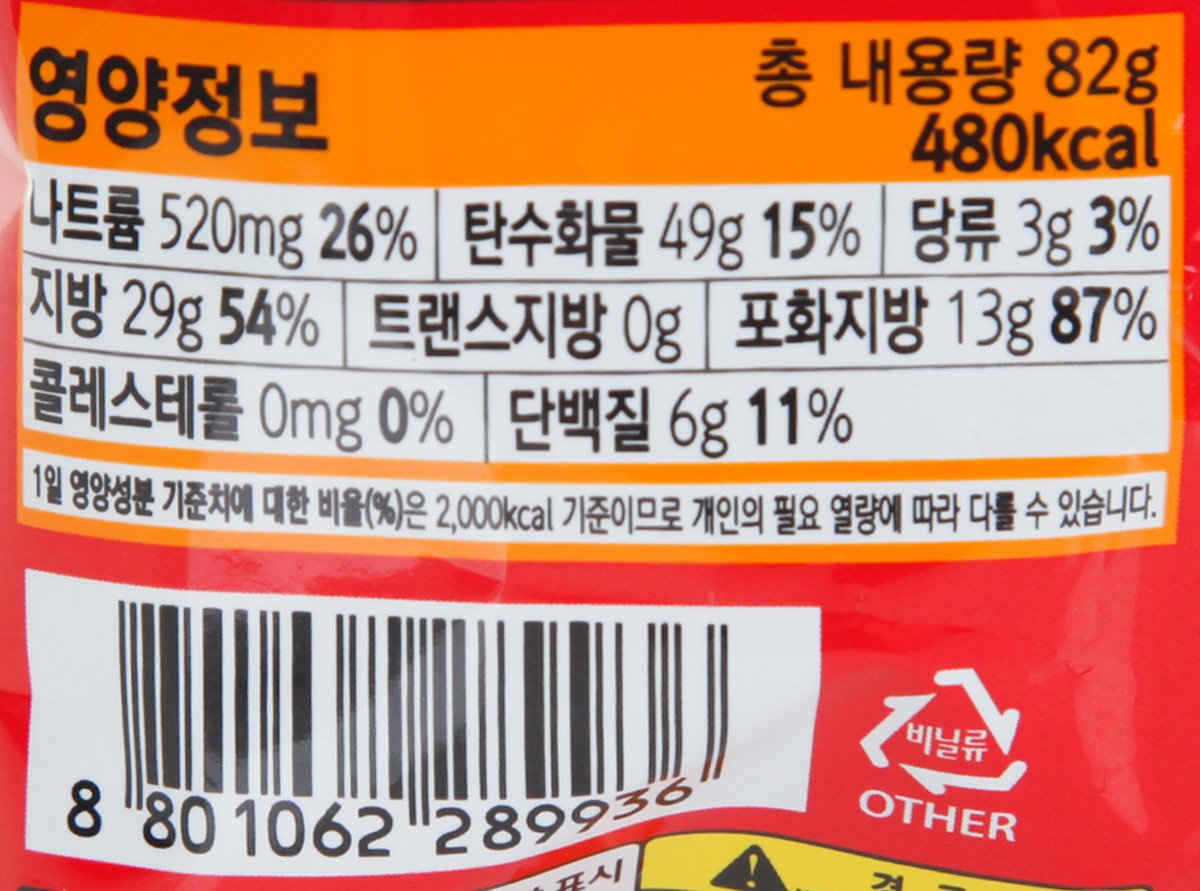 영양정보
총 내용량 82g
480kcal
나트륨 520mg 26% 탄수화물 49g 15% 당류 3g 3%
지방 29g 54% 트랜스지방 0g 포화지방 13g 87%
콜레스테롤 0mg 0% 단백질 6g 11%
1일 영양성분 기준치에 대한 비율(%)은 2,000kcal 기준이므로 개인의 필요 열량에 따라 다를 수 있습니다.
비닐류
OTHER
8 801062 289936
표시